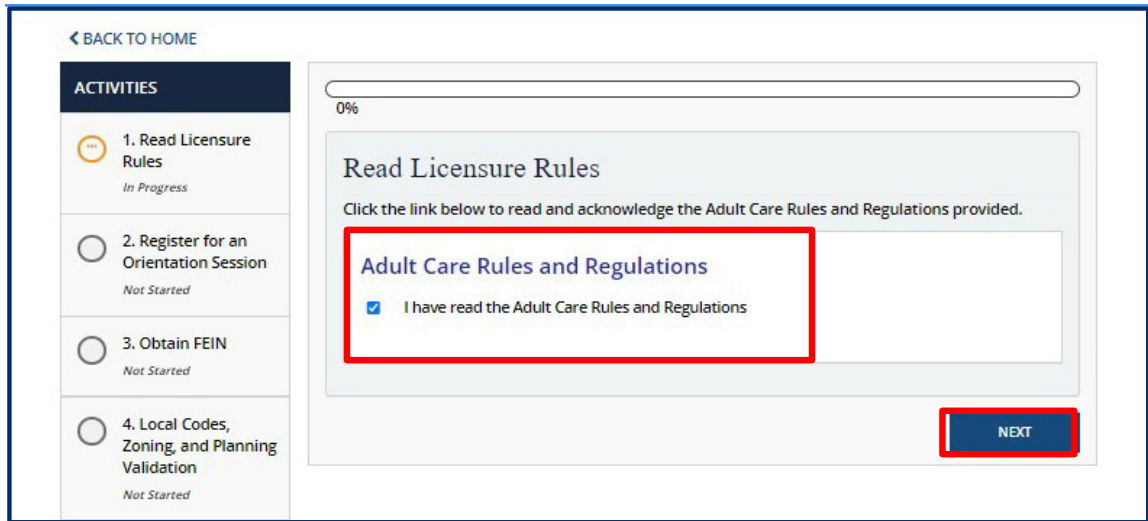 BACK TO HOME
ACTIVITIES
1. Read Licensure
Rules
In Progress
2. Register for an
Orientation Session
Not Started
3. Obtain FEIN
Not Started
4. Local Codes,
Zoning, and Planning
Validation
Not Started
0%
Read Licensure Rules
Click the link below to read and acknowledge the Adult Care Rules and Regulations provided.
Adult Care Rules and Regulations
I have read the Adult Care Rules and Regulations
NEXT